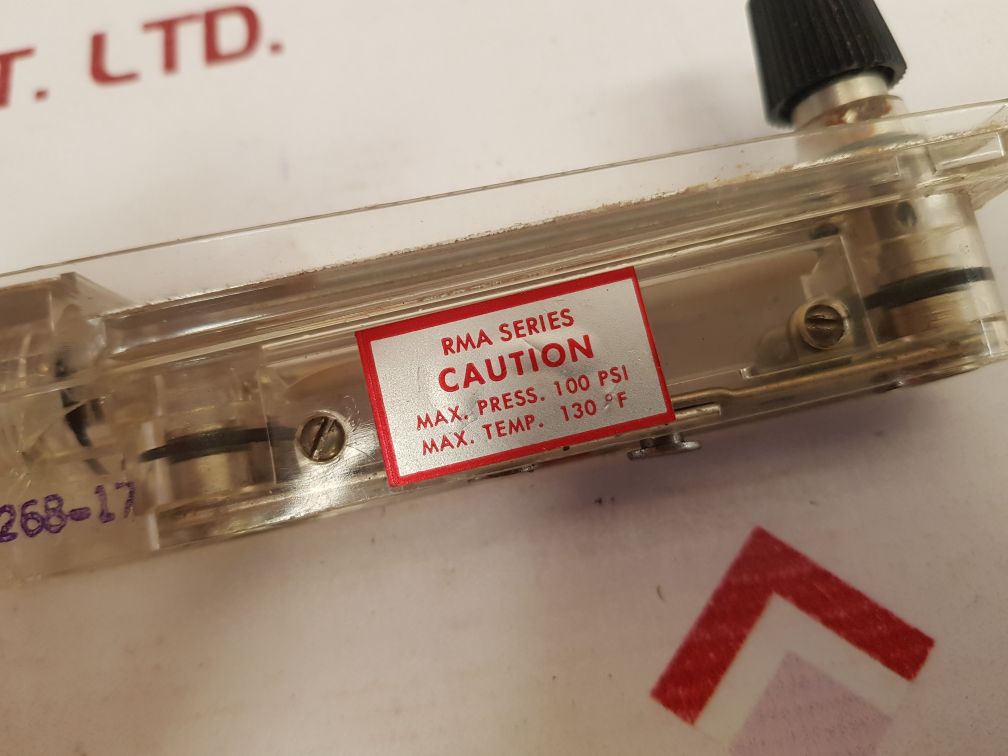 T. LTD.
RMA SERIES
CAUTION
MAX. PRESS. 100 PSI
MAX. TEMP. 130 °F
268-17